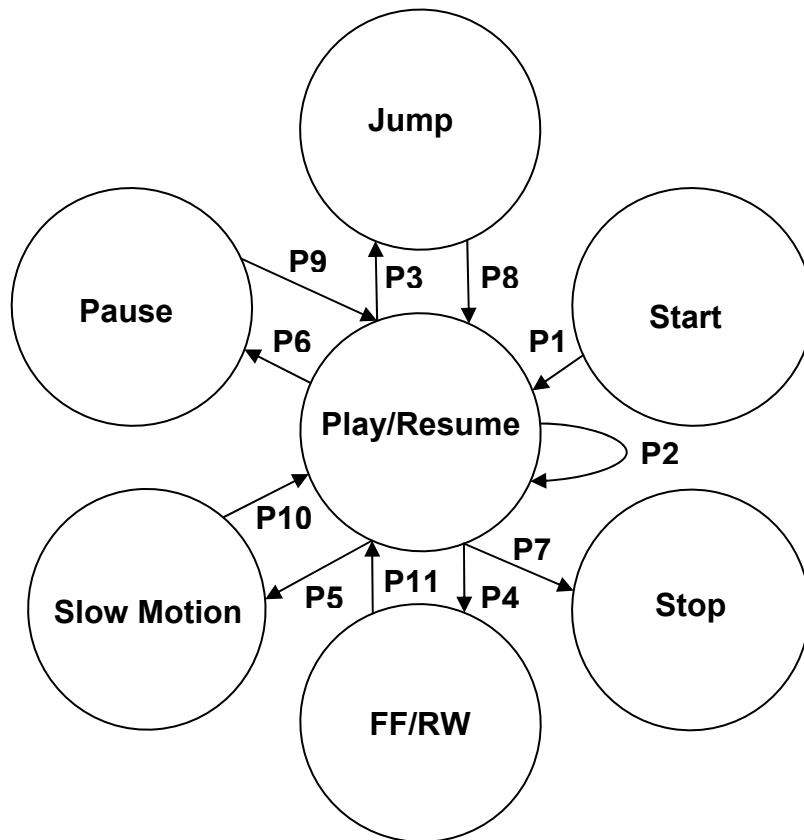 Jump
P9
P3
P8
Pause
Start
P6
P1
Play/Resume
P2
P10
P7
P5
P11
P4
Slow Motion
Stop
FF/RW